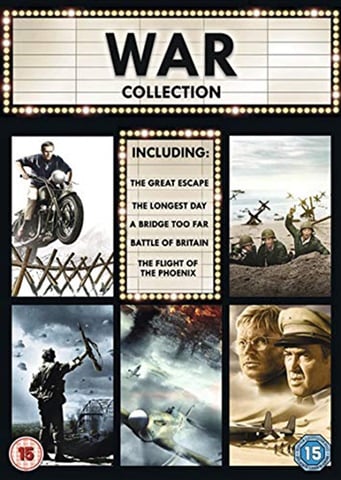 WAR
COLLECTION
INCLUDING:
THE GREAT ESCAPE
THE LONGEST DAY
A BRIDGE TOO FAR
BATTLE OF BRITAIN
THE FLIGHT
OF THE PHOENIX
15
15